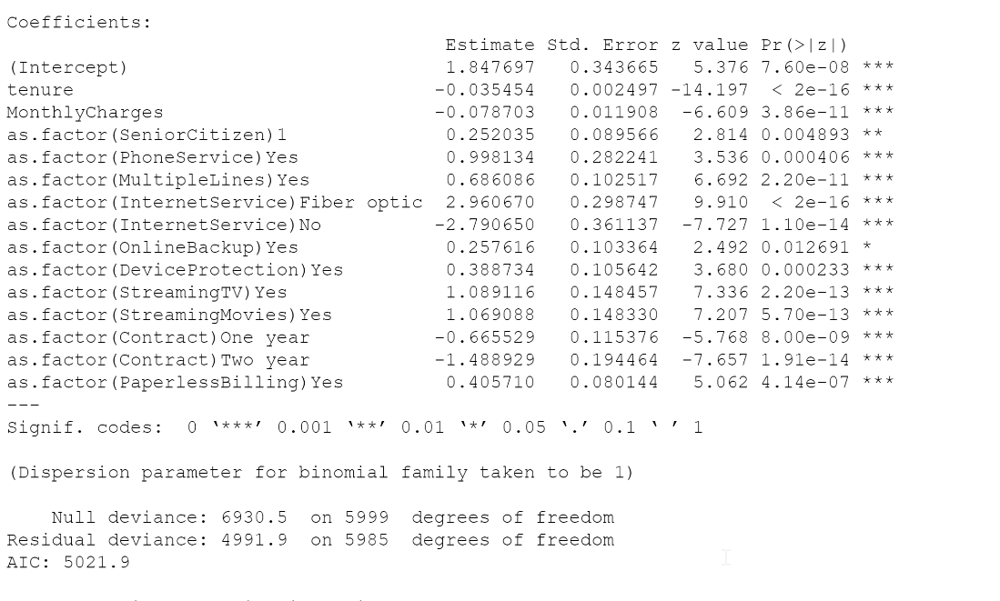 Coefficients:
Estimate Std. Error z value Pr(>|z|)
(Intercept) 1.847697 0.343665 5.376 7.60e-08 ***
tenure -0.035454 0.002497 -14.197 < 2e-16 ***
MonthlyCharges -0.078703 0.011908 -6.609 3.86e-11 ***
as.factor(SeniorCitizen)1 0.252035 0.089566 2.814 0.004893 **
as.factor(PhoneService)Yes 0.998134 0.282241 3.536 0.000406 ***
as.factor(MultipleLines)Yes 0.686086 0.102517 6.692 2.20e-11 ***
as.factor(InternetService)Fiber optic 2.960670 0.298747 9.910 < 2e-16 ***
as.factor(InternetService)No -2.790650 0.361137 -7.727 1.10e-14 ***
as.factor(OnlineBackup)Yes 0.257616 0.103364 2.492 0.012691 *
as.factor(DeviceProtection)Yes 0.388734 0.105642 3.680 0.000233 ***
as.factor(StreamingTV)Yes 1.089116 0.148457 7.336 2.20e-13 ***
as.factor(StreamingMovies)Yes 1.069088 0.148330 7.207 5.70e-13 ***
as.factor(Contract)One year -0.665529 0.115376 -5.768 8.00e-09 ***
as.factor(Contract)Two year -1.488929 0.194464 -7.657 1.91e-14 ***
as.factor(PaperlessBilling)Yes 0.405710 0.080144 5.062 4.14e-07 ***
---
Signif. codes: 0 ‘***’ 0.001 ‘**’ 0.01 ‘*’ 0.05 ‘.’ 0.1 ‘ ’ 1
(Dispersion parameter for binomial family taken to be 1)
Null deviance: 6930.5 on 5999 degrees of freedom
Residual deviance: 4991.9 on 5985 degrees of freedom
AIC: 5021.9